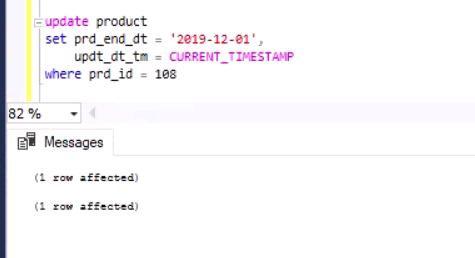 update product
set prd_end_dt = '2019-12-01',
updt_dt_tm = CURRENT_TIMESTAMP
where prd_id = 108
82 %
Messages
(1 row affected)
(1 row affected)